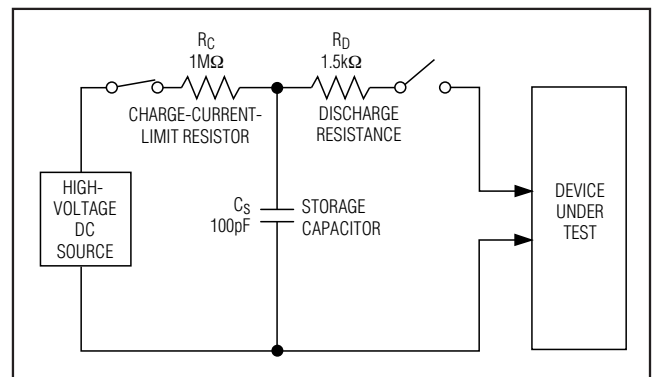 R_C
1MΩ
CHARGE-CURRENT-
LIMIT RESISTOR
R_D
1.5kΩ
DISCHARGE
RESISTANCE
HIGH-
VOLTAGE
DC
SOURCE
C_S
100pF
STORAGE
CAPACITOR
DEVICE
UNDER
TEST